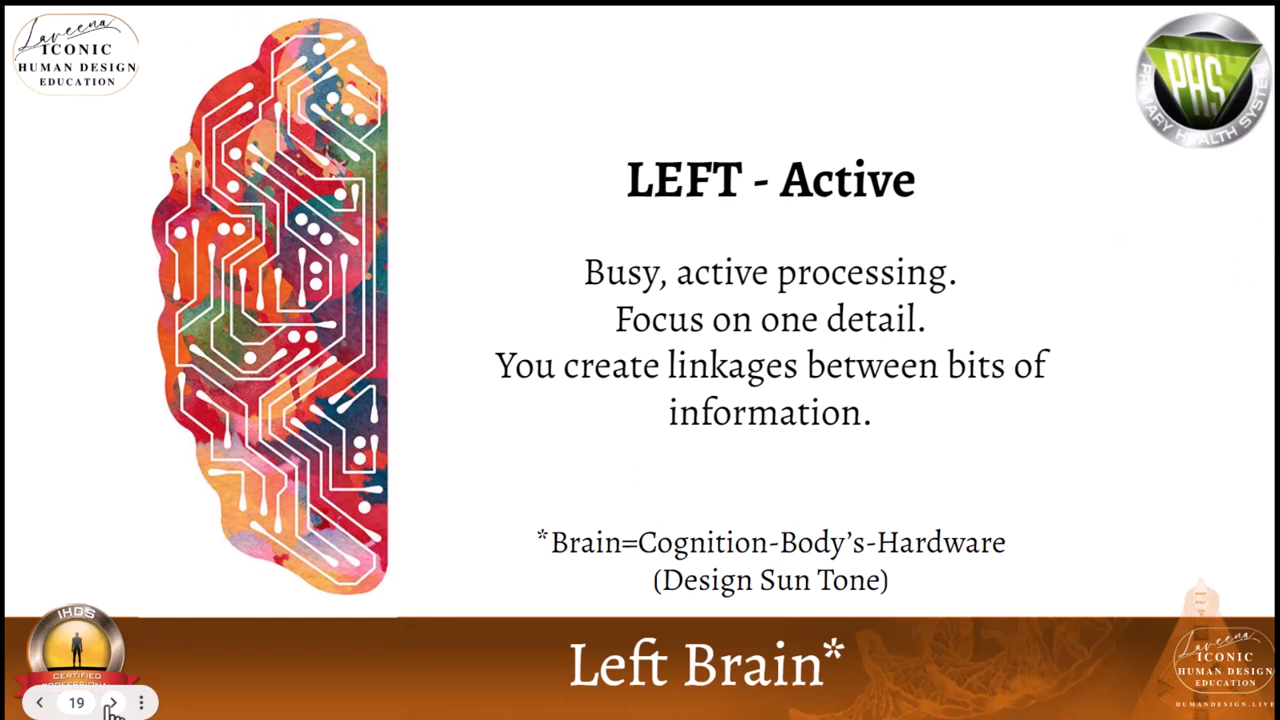 Laveena
ICONIC
HUMAN DESIGN
EDUCATION
PHS
PRIMARY HEALTH SYSTEM
LEFT - Active
Busy, active processing.
Focus on one detail.
You create linkages between bits of
information.
*Brain=Cognition-Body’s-Hardware
(Design Sun Tone)
Left Brain*
IHDS
CERTIFIED
PROFESSIONAL
19
Laveena
ICONIC
HUMAN DESIGN
EDUCATION
HUMANDESIGN.LIVE